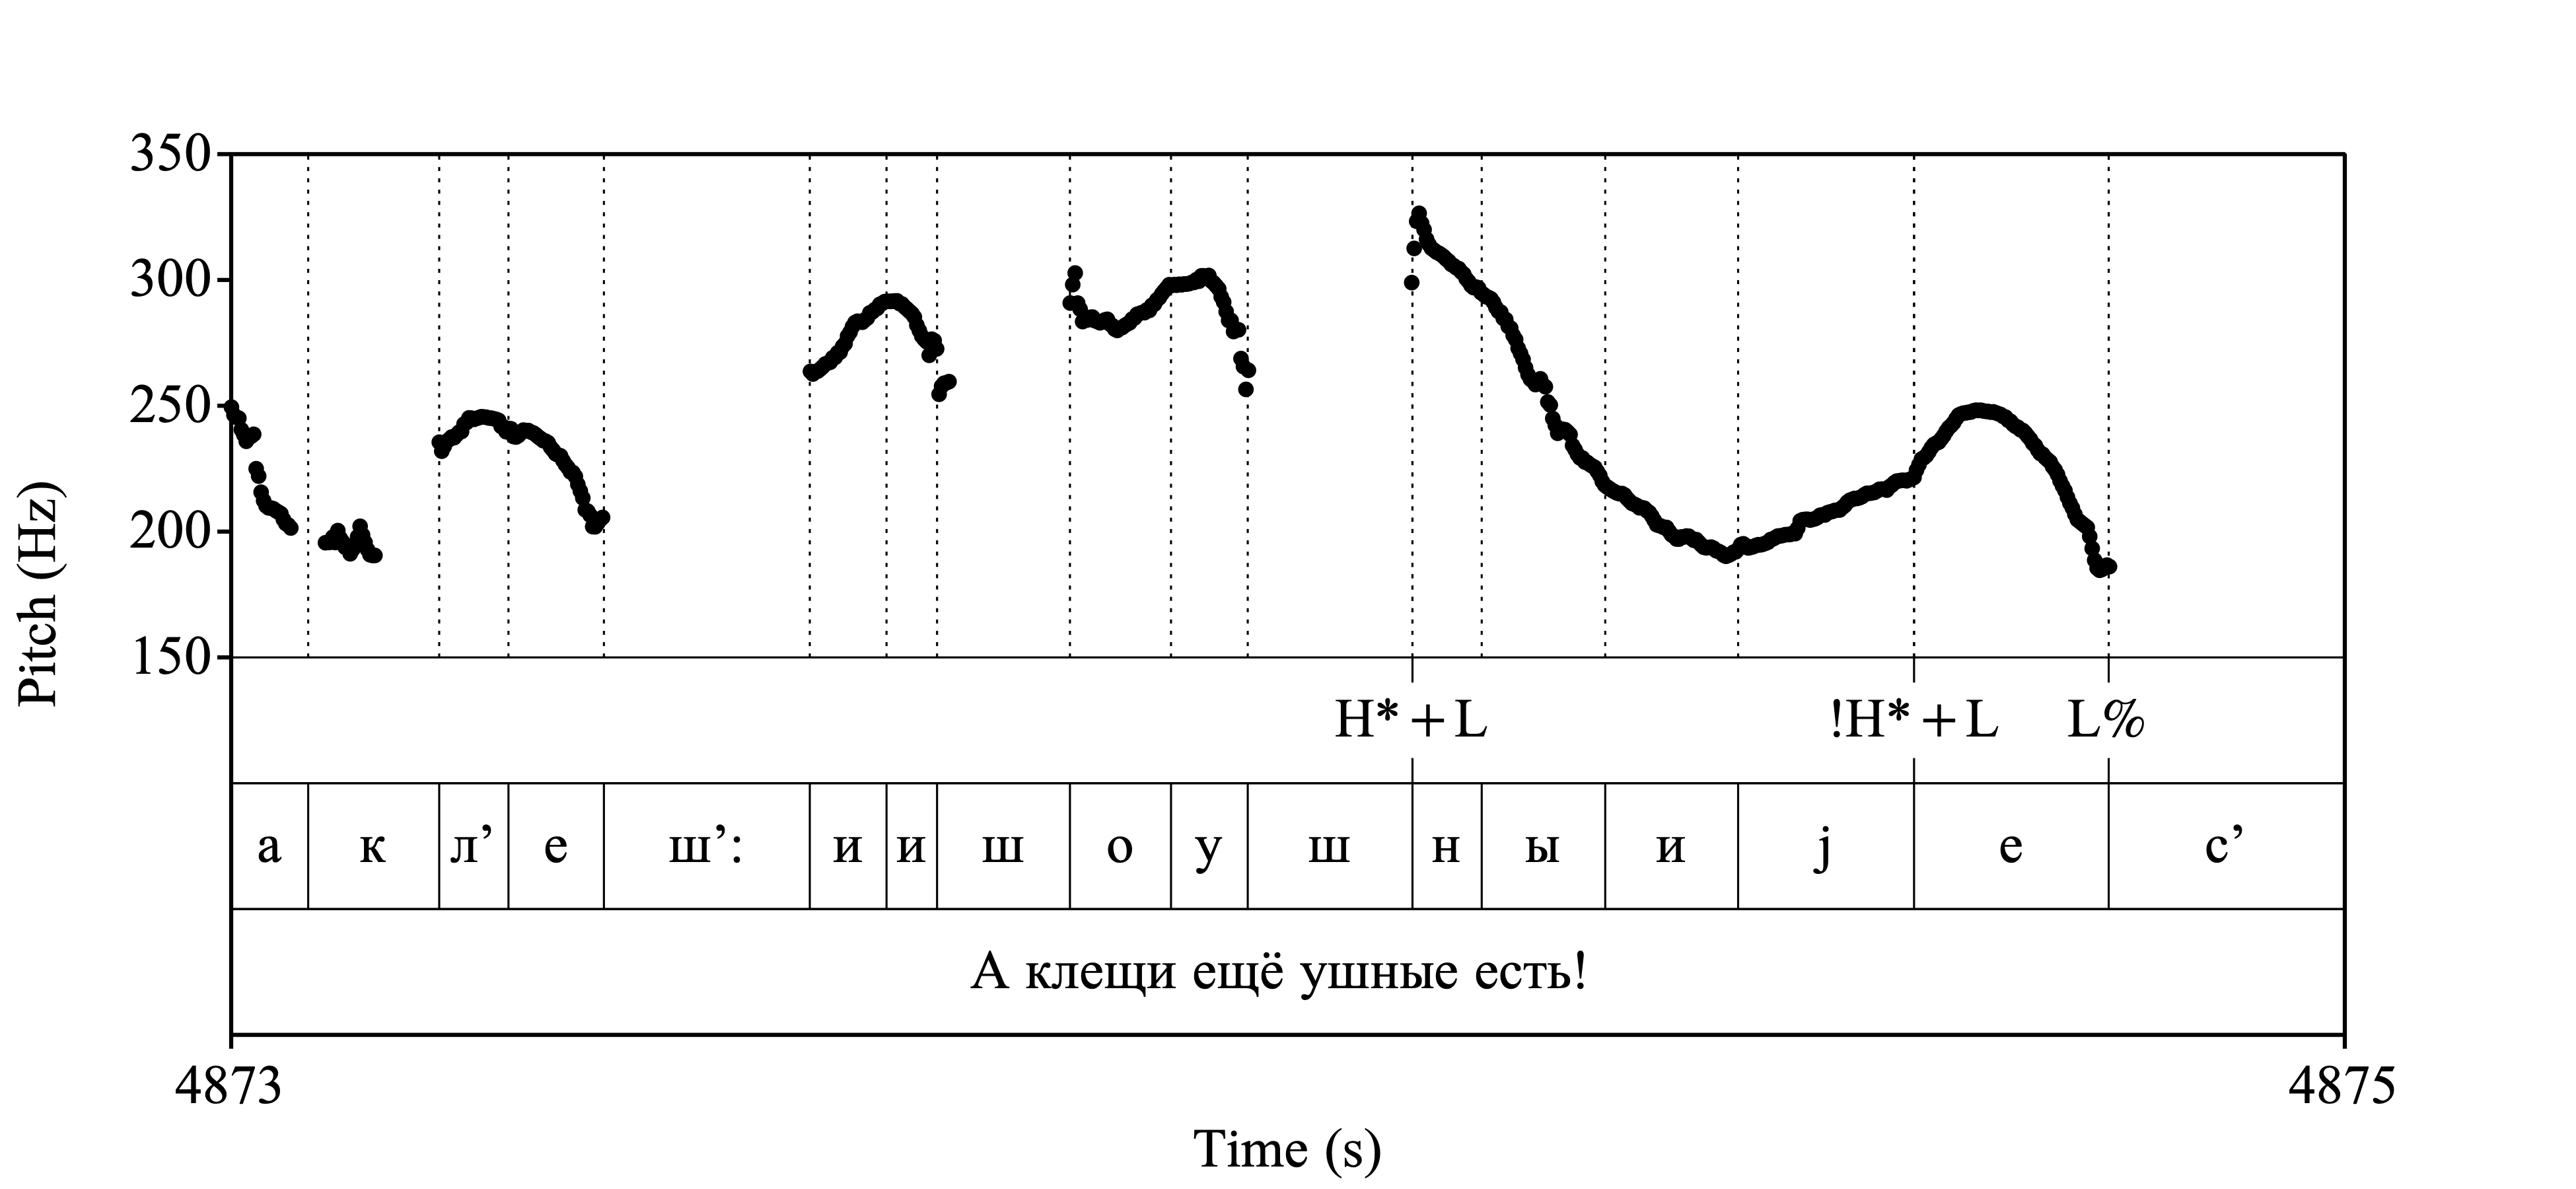 350
300
250
200
150
Pitch (Hz)
H* + L !H* + L L%
а к л’ е ш’: и и ш о у ш н ы и j е с’
А клещи ещё ушные есть!
4873 4875
Time (s)